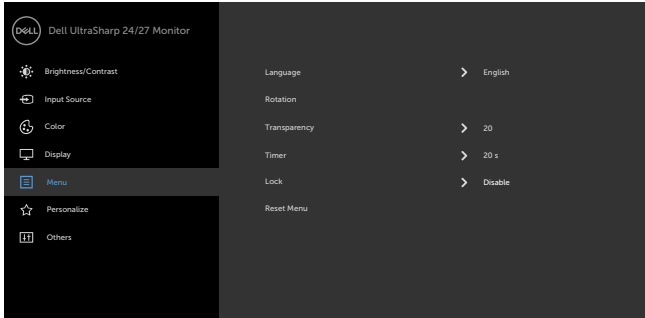 DELL Dell UltraSharp 24/27 Monitor
Brightness/Contrast
Input Source
Color
Display
Menu
Personalize
Others
Language English
Rotation
Transparency 20
Timer 20 s
Lock Disable
Reset Menu